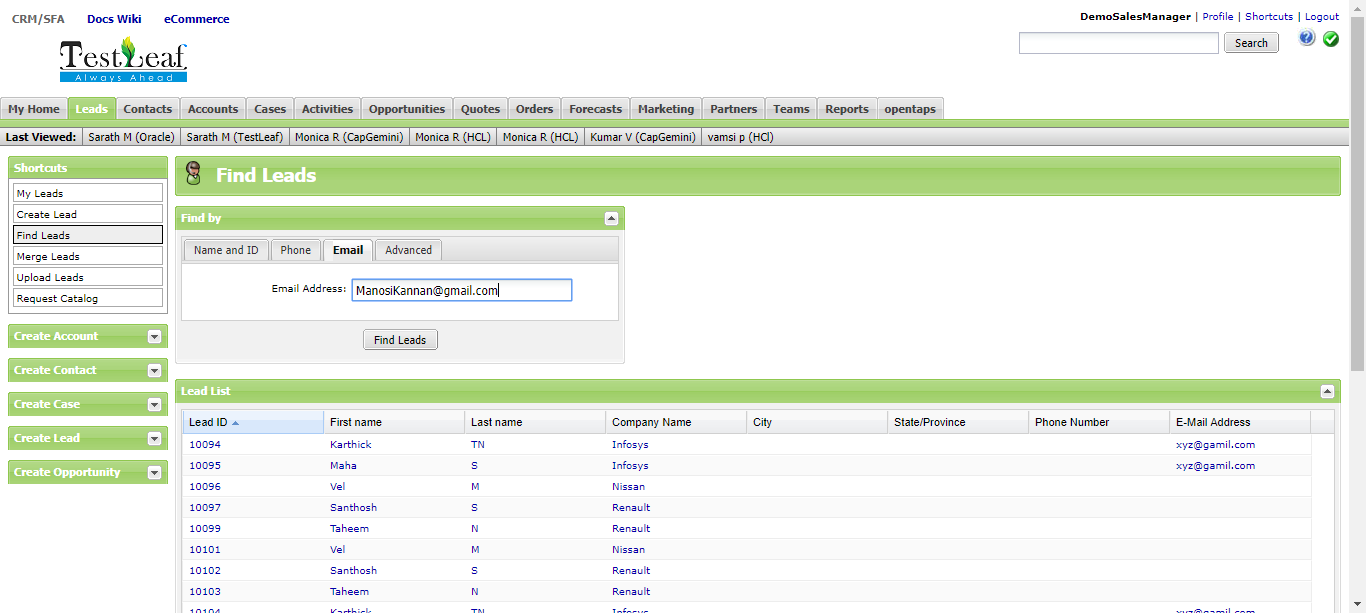 CRM/SFA Docs Wiki eCommerce
DemoSalesManager | Profile | Shortcuts | Logout
TestLeaf
Always Ahead
Search
My Home Leads Contacts Accounts Cases Activities Opportunities Quotes Orders Forecasts Marketing Partners Teams Reports opentaps
Last Viewed: Sarath M (Oracle) Sarath M (TestLeaf) Monica R (CapGemini) Monica R (HCL) Monica R (HCL) Kumar V (CapGemini) vamsi p (HCl)
Shortcuts
My Leads
Create Lead
Find Leads
Merge Leads
Upload Leads
Request Catalog
Create Account
Create Contact
Create Case
Create Lead
Create Opportunity
Find Leads
Find by
Name and ID Phone Email Advanced
Email Address: ManosiKannan@gmail.com
Find Leads
Lead List
Lead ID First name Last name Company Name City State/Province Phone Number E-Mail Address
10094 Karthick TN Infosys xyz@gamil.com
10095 Maha S Infosys xyz@gamil.com
10096 Vel M Nissan
10097 Santhosh S Renault
10099 Taheem N Renault
10101 Vel M Nissan
10102 Santhosh S Renault
10103 Taheem N Renault
10104 Karthick TN Infosys xyz@gamil.com